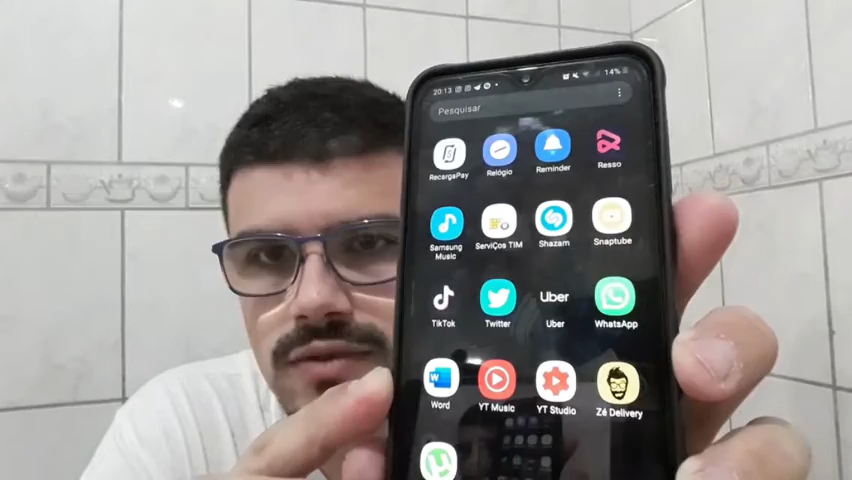 20:13
14%
Pesquisar
RecargaPay
Relógio
Reminder
Resso
Samsung
Music
ServiÇos TIM
Shazam
Snaptube
TikTok
Twitter
Uber
Uber
WhatsApp
W
Word
YT Music
YT Studio
Zé Delivery